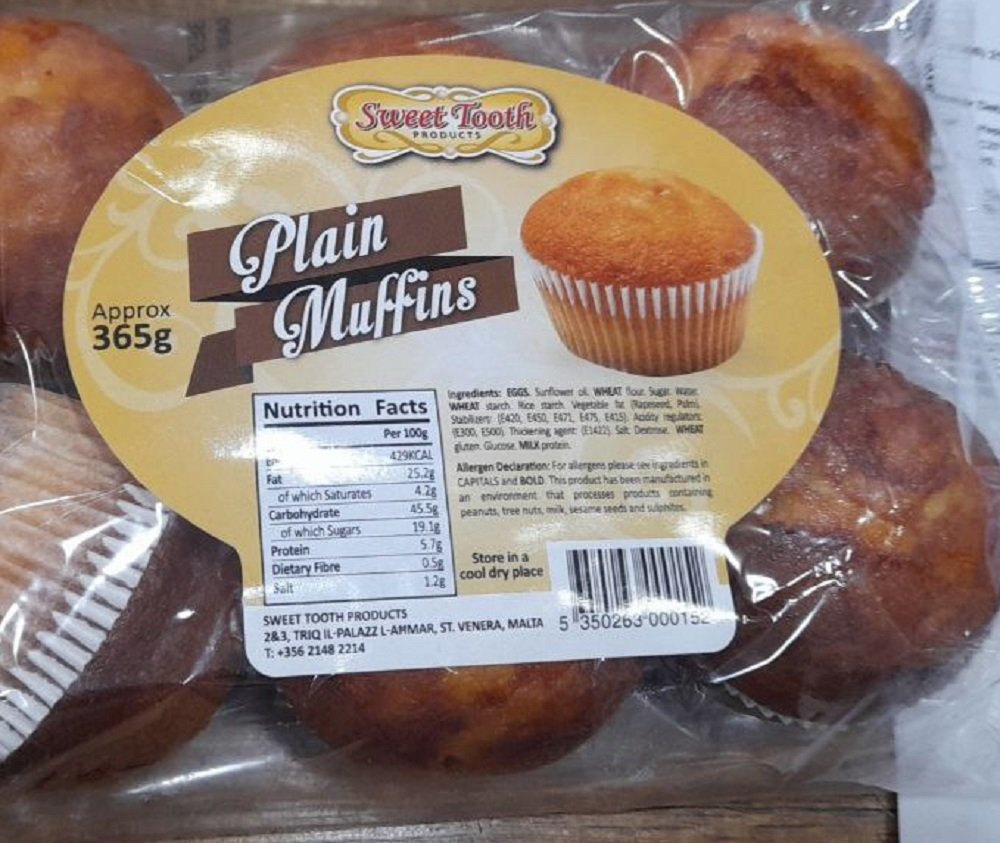 Sweet Tooth
PRODUCTS
Plain
Muffins
Approx
365g
Nutrition Facts
Per 100g
429KCAL
Fat 25.2g
of which Saturates 4.2g
Carbohydrate 45.5g
of which Sugars 19.1g
Protein 5.7g
Dietary Fibre 0.5g
Salt 1.2g
Ingredients: EGGS, Sunflower oil, WHEAT flour, Sugar, Water,
WHEAT starch, Rice starch, Vegetable fat (Rapeseed, Palm),
Stabilizers: (E420, E450, E471, E475, E415), Acidity regulators:
(E300, E500), Thickening agent: (E1422), Salt, Dextrose, WHEAT
gluten, Glucose, MILK protein.
Allergen Declaration: For allergens please see ingredients in
CAPITALS and BOLD. This product has been manufactured in
an environment that processes products containing
peanuts, tree nuts, milk, sesame seeds and sulphites.
Store in a
cool dry place
5 350263 000152
SWEET TOOTH PRODUCTS
2&3, TRIQ IL-PALAZZ L-AHMAR, ST. VENERA, MALTA
T: +356 2148 2214